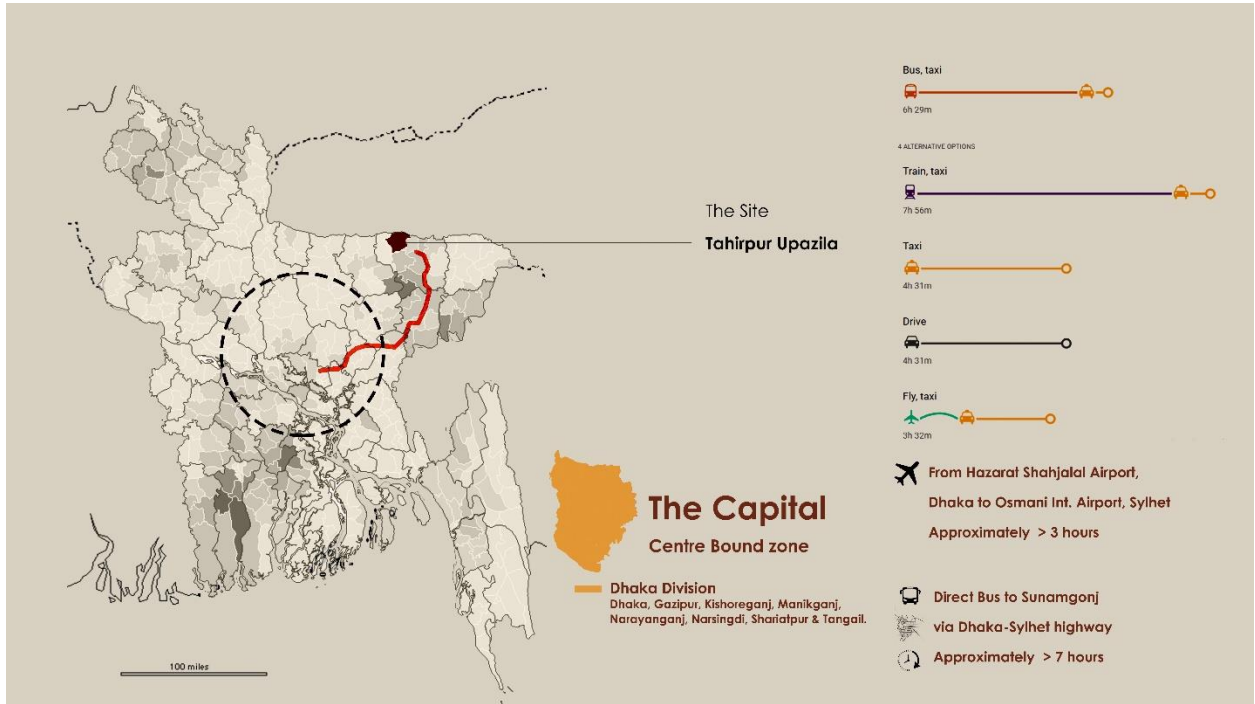 The Site
Tahirpur Upazila
100 miles
The Capital
Centre Bound zone
Dhaka Division
Dhaka, Gazipur, Kishoreganj, Manikganj,
Narayanganj, Narsingdi, Shariatpur & Tangail.
Bus, taxi
6h 29m
4 ALTERNATIVE OPTIONS
Train, taxi
7h 56m
Taxi
4h 31m
Drive
4h 31m
Fly, taxi
3h 32m
From Hazarat Shahjalal Airport,
Dhaka to Osmani Int. Airport, Sylhet
Approximately > 3 hours
Direct Bus to Sunamgonj
via Dhaka-Sylhet highway
Approximately > 7 hours